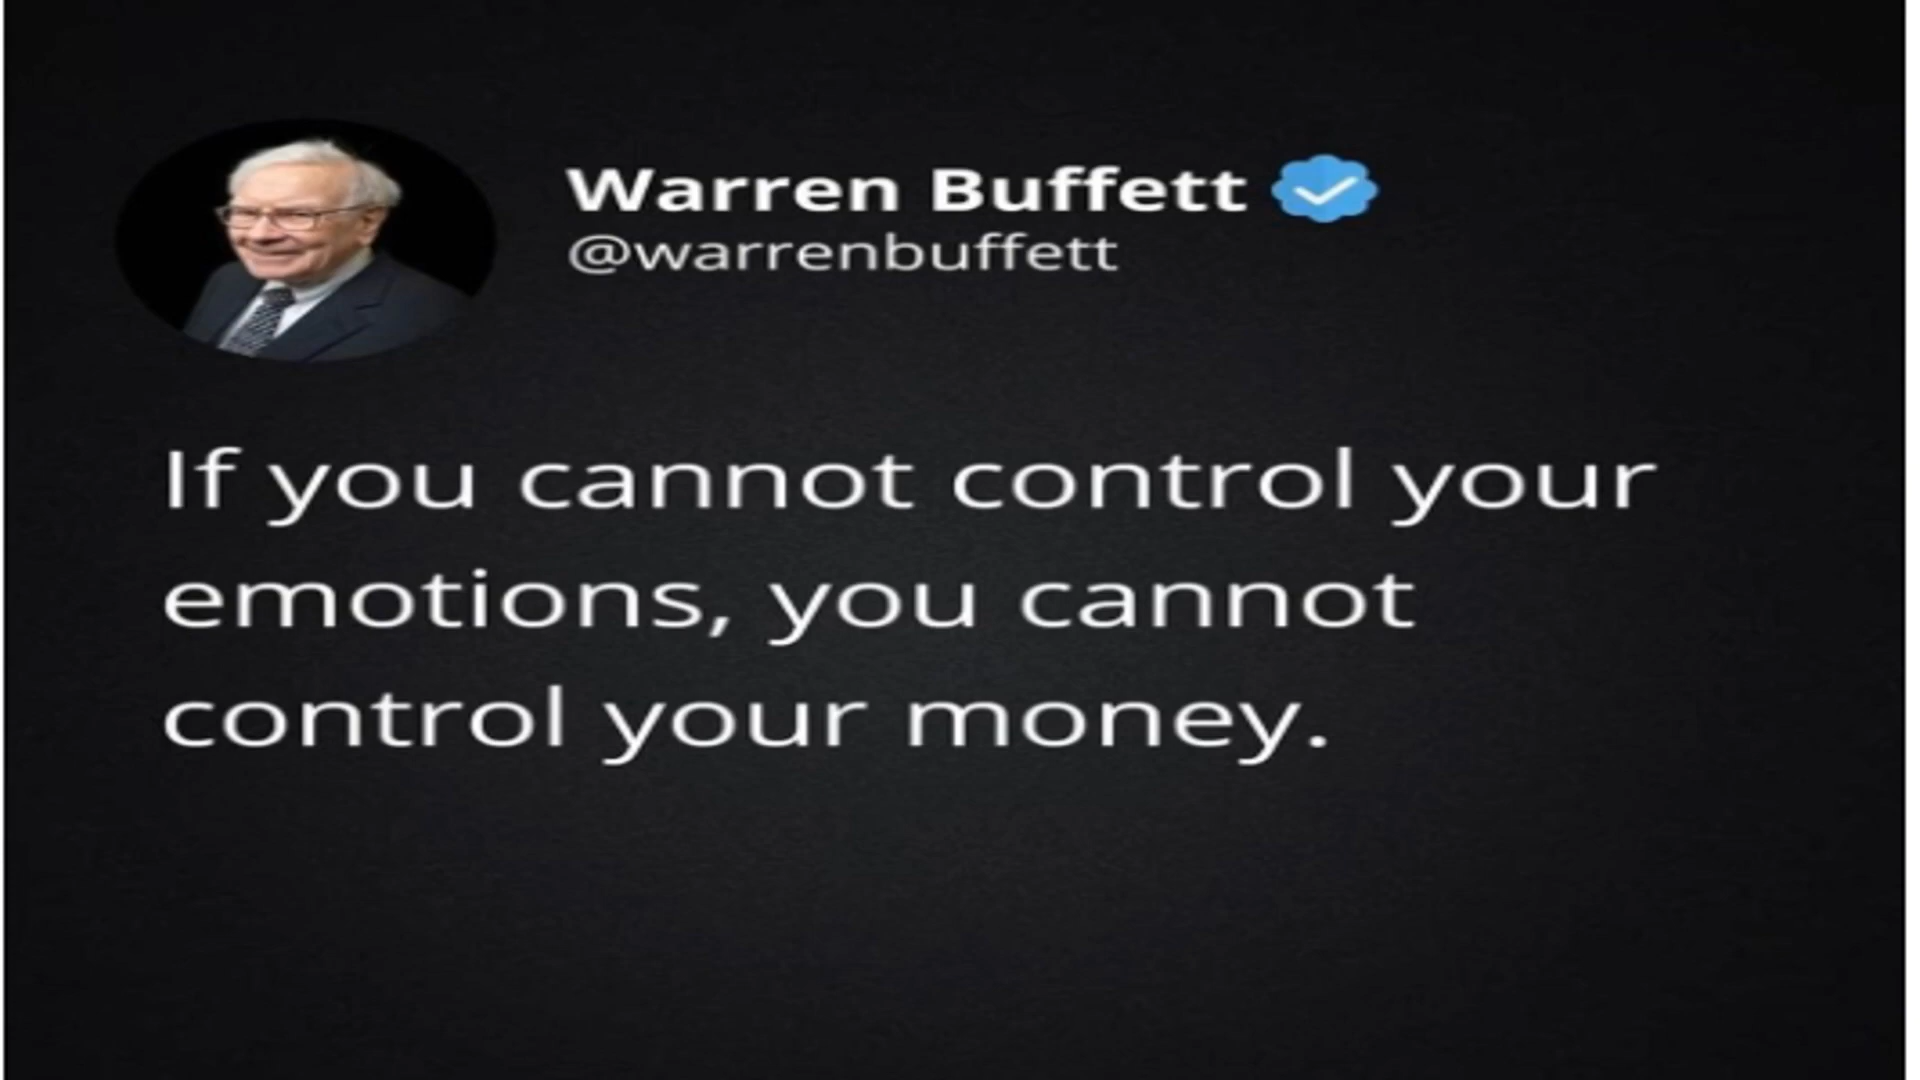 Warren Buffett
@warrenbuffett
If you cannot control your
emotions, you cannot
control your money.